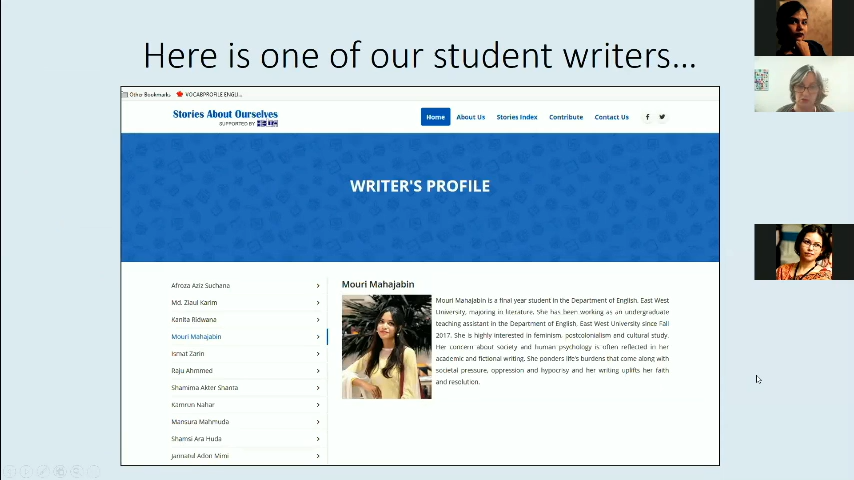 Here is one of our student writers...
Other Bookmarks
VOCABPROFILE ENGLI...
Stories About Ourselves
SUPPORTED BY
Home
About Us
Stories Index
Contribute
Contact Us
WRITER'S PROFILE
Afroza Aziz Suchana
Md. Ziaul Karim
Kanita Ridwana
Mouri Mahajabin
Ismat Zarin
Raju Ahmmed
Shamima Akter Shanta
Kamrun Nahar
Mansura Mahmuda
Shamsi Ara Huda
Jannatul Adon Mimi
Mouri Mahajabin
Mouri Mahajabin is a final year student in the Department of English, East West
University, majoring in literature. She has been working as an undergraduate
teaching assistant in the Department of English, East West University since Fall
2017. She is highly interested in feminism, postcolonialism and cultural study.
Her concern about society and human psychology is often reflected in her
academic and fictional writing. She ponders life's burdens that come along with
societal pressure, oppression and hypocrisy and her writing uplifts her faith
and resolution.